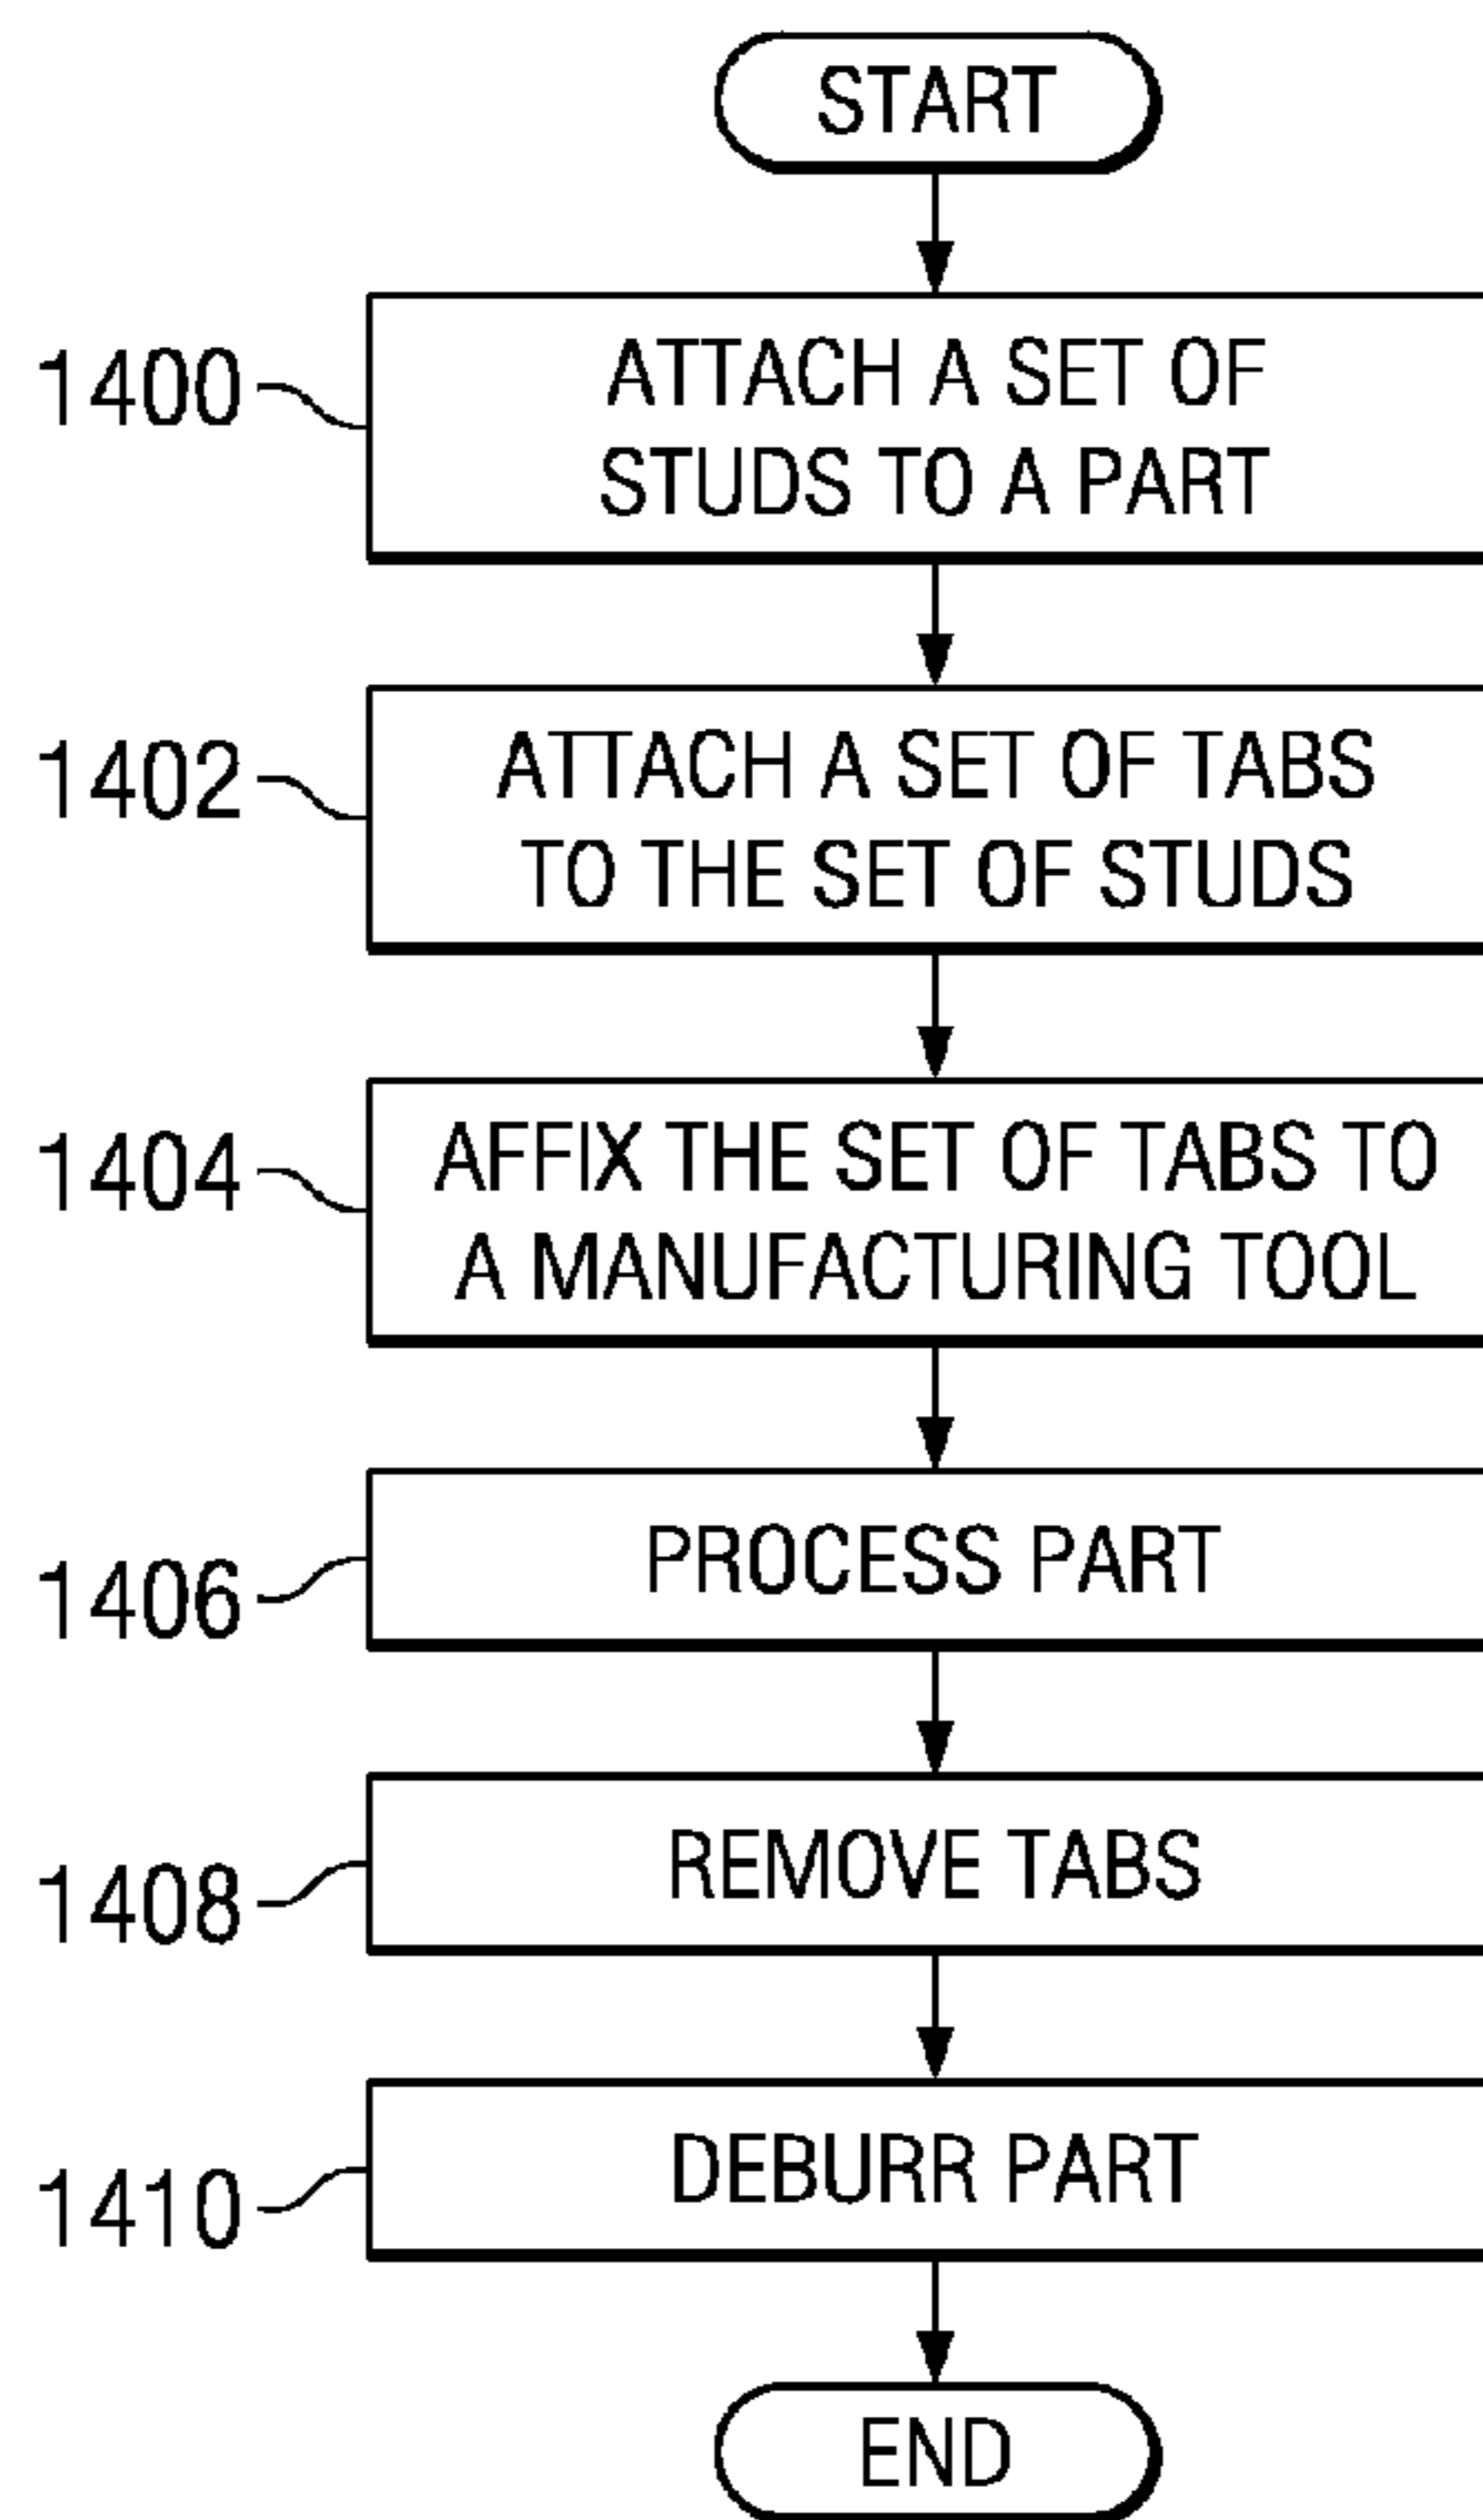 START
1400
ATTACH A SET OF
STUDS TO A PART
1402
ATTACH A SET OF TABS
TO THE SET OF STUDS
1404
AFFIX THE SET OF TABS TO
A MANUFACTURING TOOL
1406
PROCESS PART
1408
REMOVE TABS
1410
DEBURR PART
END